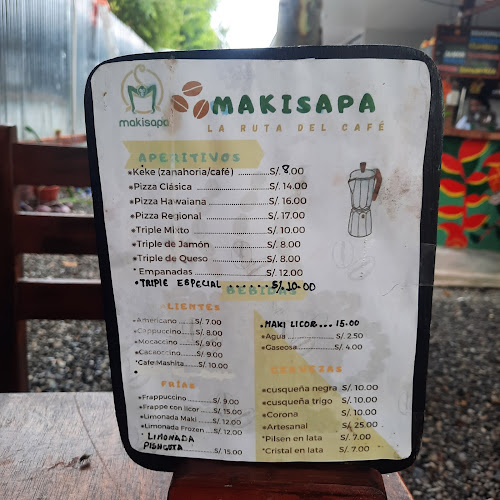 makisapa
MAKISAPA
LA RUTA DEL CAFÉ
APERITIVOS
*Keke (zanahoria/café) ............ S/. 8.00
*Pizza Clásica ............ S/. 14.00
*Pizza Hawaiana ............ S/. 16.00
*Pizza Regional ............ S/. 17.00
*Triple Mixto ............ S/. 10.00
*Triple de Jamón ............ S/. 8.00
*Triple de Queso ............ S/. 8.00
*Empanadas ............ S/. 12.00
*TRIPLE ESPECIAL ...... S/. 10.00
BEBIDAS
LIENTES
*Americano ........ S/. 7.00
*Cappuccino ........ S/. 8.00
*Mocaccino ........ S/. 9.00
*Cacaoccino ........ S/. 9.00
*Café Mashita ........ S/. 10.00
FRÍAS
*Frappuccino ........ S/. 9.00
*Frappe con licor ........ S/. 15.00
*Limonada Maki ........ S/. 12.00
*Limonada Frozen ........ S/. 12.00
*LIMONADA
........ S/. 15.00
*MAKI LICOR ... 15.00
*Agua ............ S/. 2.50
*Gaseosa ............ S/. 4.00
CERVEZAS
*cusqueña negra S/. 10.00
*cusqueña trigo S/. 10.00
*Corona S/. 10.00
*Artesanal S/. 25.00
*Pilsen en lata S/. 7.00
*Cristal en lata S/. 7.00